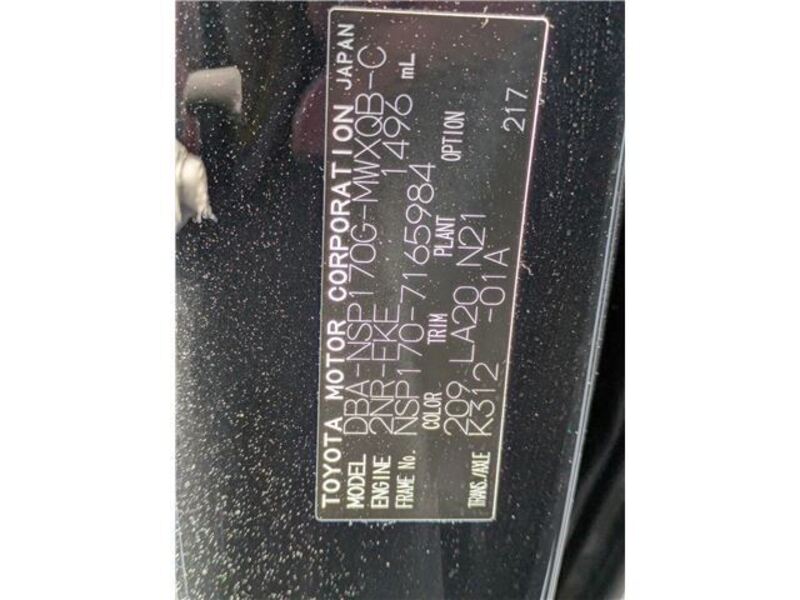 TOYOTA MOTOR CORPORATION JAPAN
MODEL DBA-NSP170G-MWXQB-C
ENGINE 2NR-FKE 1496 mL
FRAME No. NSP170-7165984
COLOR TRIM PLANT OPTION
209 LA20 N21 217
TRANS./AXLE K312 -01A